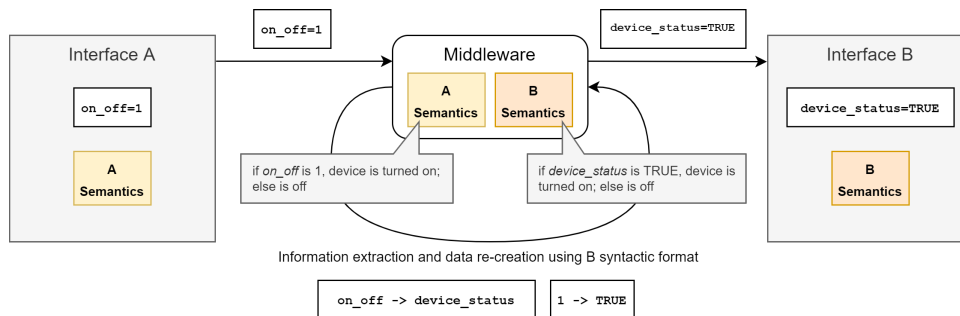 on_off=1
device_status=TRUE
Interface A
Middleware
Interface B
on_off=1
A
Semantics
B
Semantics
device_status=TRUE
A
Semantics
if on_off is 1, device is turned on;
else is off
if device_status is TRUE, device is
turned on; else is off
B
Semantics
Information extraction and data re-creation using B syntactic format
on_off -> device_status
1 -> TRUE